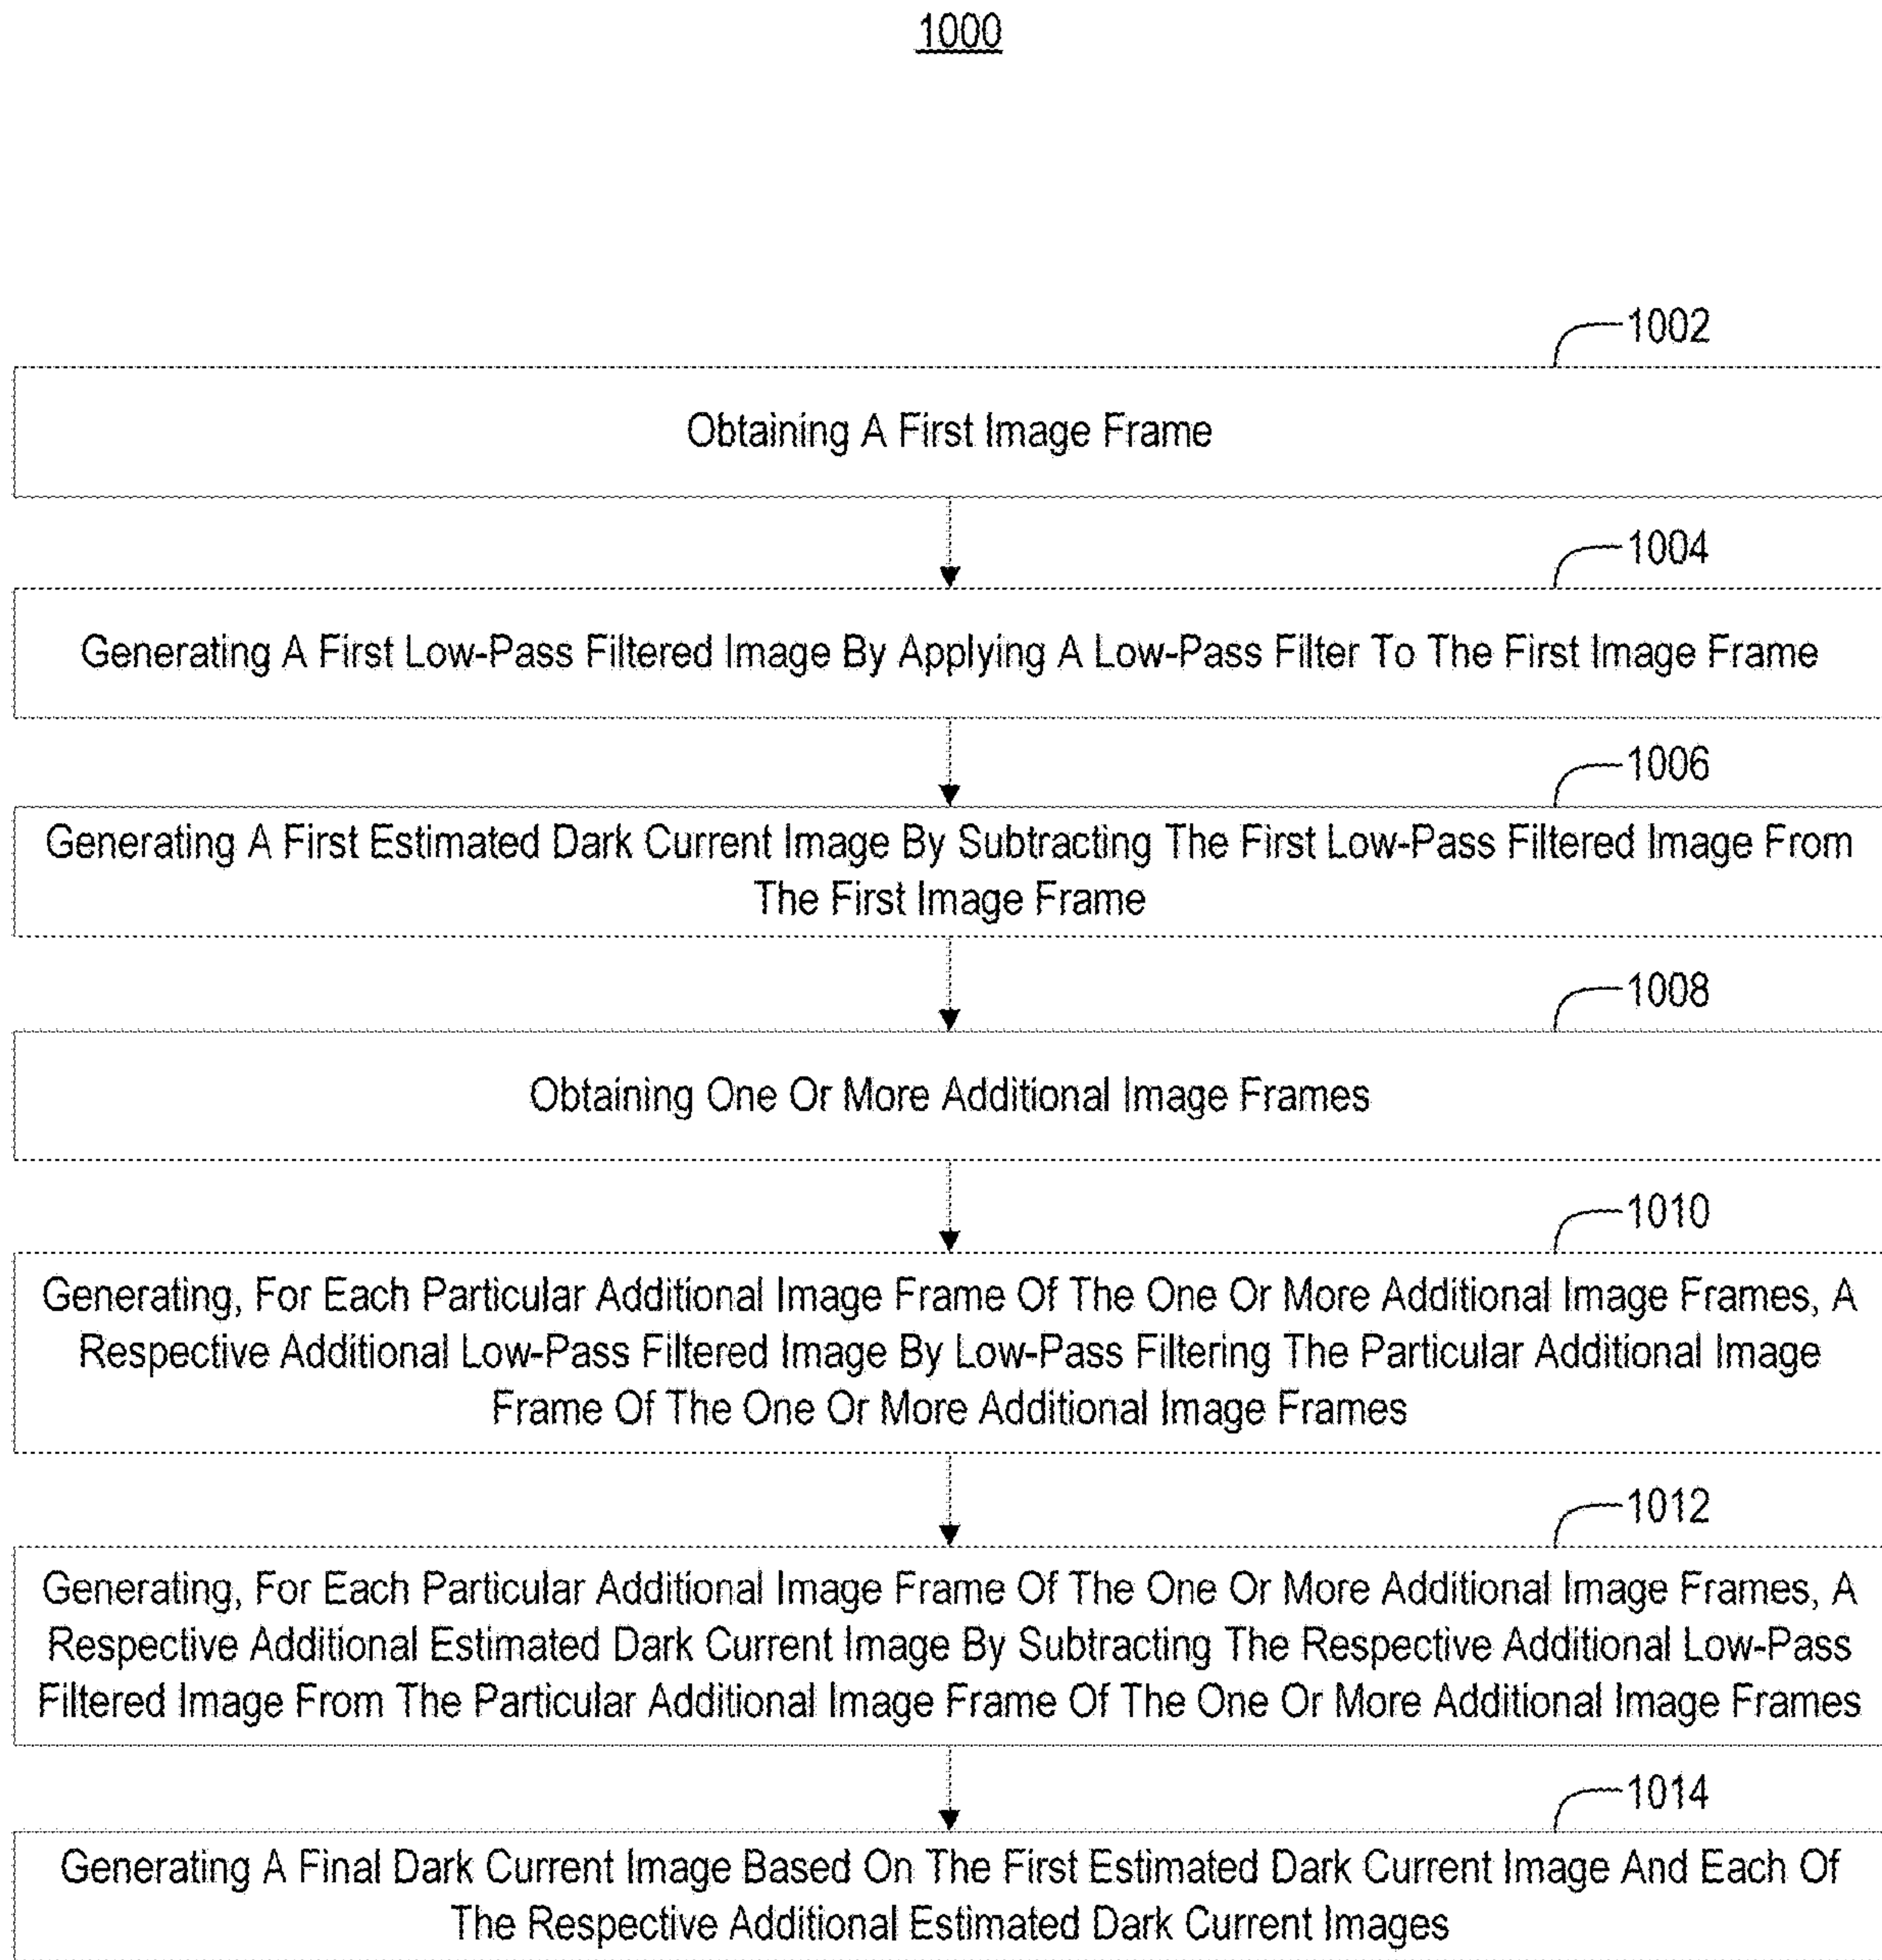 1000
1002
Obtaining A First Image Frame
1004
Generating A First Low-Pass Filtered Image By Applying A Low-Pass Filter To The First Image Frame
1006
Generating A First Estimated Dark Current Image By Subtracting The First Low-Pass Filtered Image From
The First Image Frame
1008
Obtaining One Or More Additional Image Frames
1010
Generating, For Each Particular Additional Image Frame Of The One Or More Additional Image Frames, A
Respective Additional Low-Pass Filtered Image By Low-Pass Filtering The Particular Additional Image
Frame Of The One Or More Additional Image Frames
1012
Generating, For Each Particular Additional Image Frame Of The One Or More Additional Image Frames, A
Respective Additional Estimated Dark Current Image By Subtracting The Respective Additional Low-Pass
Filtered Image From The Particular Additional Image Frame Of The One Or More Additional Image Frames
1014
Generating A Final Dark Current Image Based On The First Estimated Dark Current Image And Each Of
The Respective Additional Estimated Dark Current Images